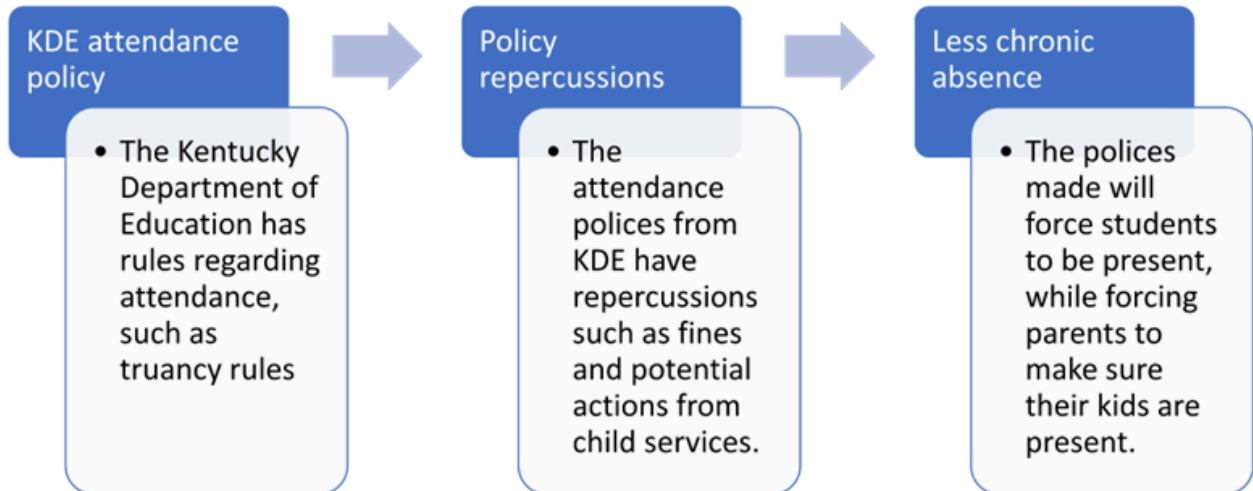 KDE attendance
policy
• The Kentucky
Department of
Education has
rules regarding
attendance,
such as
truancy rules
Policy
repercussions
• The
attendance
polices from
KDE have
repercussions
such as fines
and potential
actions from
child services.
Less chronic
absence
• The polices
made will
force students
to be present,
while forcing
parents to
make sure
their kids are
present.